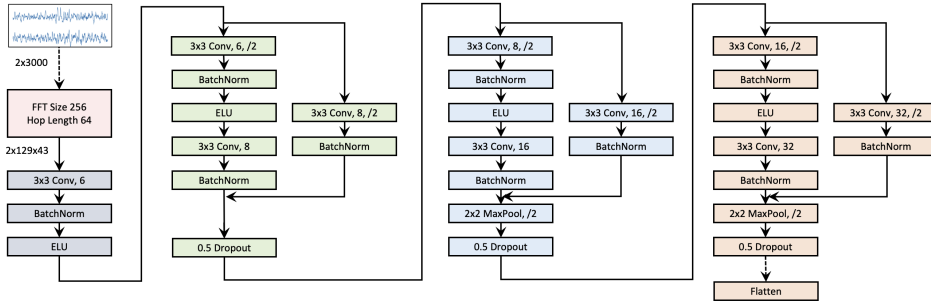 2x3000
FFT Size 256
Hop Length 64
2x129x43
3x3 Conv, 6
BatchNorm
ELU
3x3 Conv, 6, /2
BatchNorm
ELU
3x3 Conv, 8
BatchNorm
0.5 Dropout
3x3 Conv, 8, /2
BatchNorm
3x3 Conv, 8, /2
BatchNorm
ELU
3x3 Conv, 16
BatchNorm
2x2 MaxPool, /2
0.5 Dropout
3x3 Conv, 16, /2
BatchNorm
3x3 Conv, 16, /2
BatchNorm
ELU
3x3 Conv, 32
BatchNorm
2x2 MaxPool, /2
0.5 Dropout
Flatten
3x3 Conv, 32, /2
BatchNorm